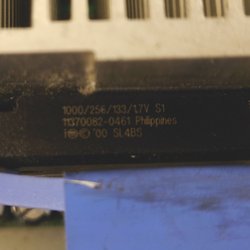 1000/256/133/1.7V S1
11370082-0461 Philippines
i Ⓜ © '00 SL4BS